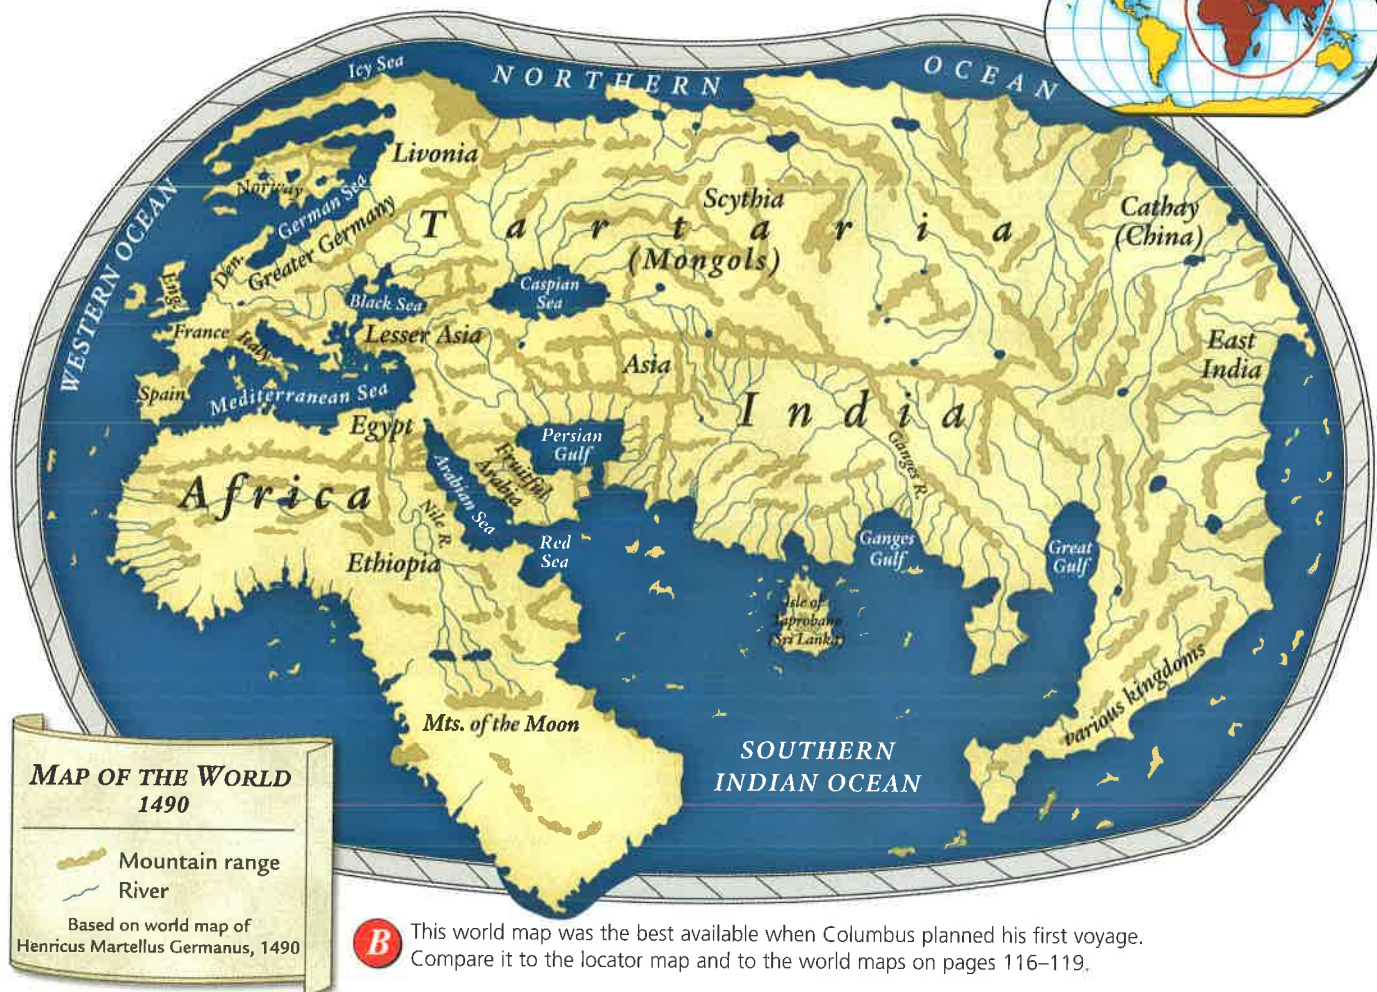 Icy Sea
NORTHERN
OCEAN
WESTERN OCEAN
Livonia
Norway
German Sea
Greater Germany
Den.
Engl.
Tartaria
Scythia
(Mongols)
Cathay
(China)
Black Sea
Caspian
Sea
France
Italy
Lesser Asia
Asia
East
India
Spain
Mediterranean Sea
India
Egypt
Persian
Gulf
Fruitful
Arabia
Arabian Sea
Ganges R.
Africa
Nile R.
Red
Sea
Ganges
Gulf
Great
Gulf
Ethiopia
Isle of
Taprobane
(Sri Lanka)
various kingdoms
Mts. of the Moon
SOUTHERN
INDIAN OCEAN
MAP OF THE WORLD
1490
Mountain range
River
Based on world map of
Henricus Martellus Germanus, 1490
B
This world map was the best available when Columbus planned his first voyage.
Compare it to the locator map and to the world maps on pages 116–119.